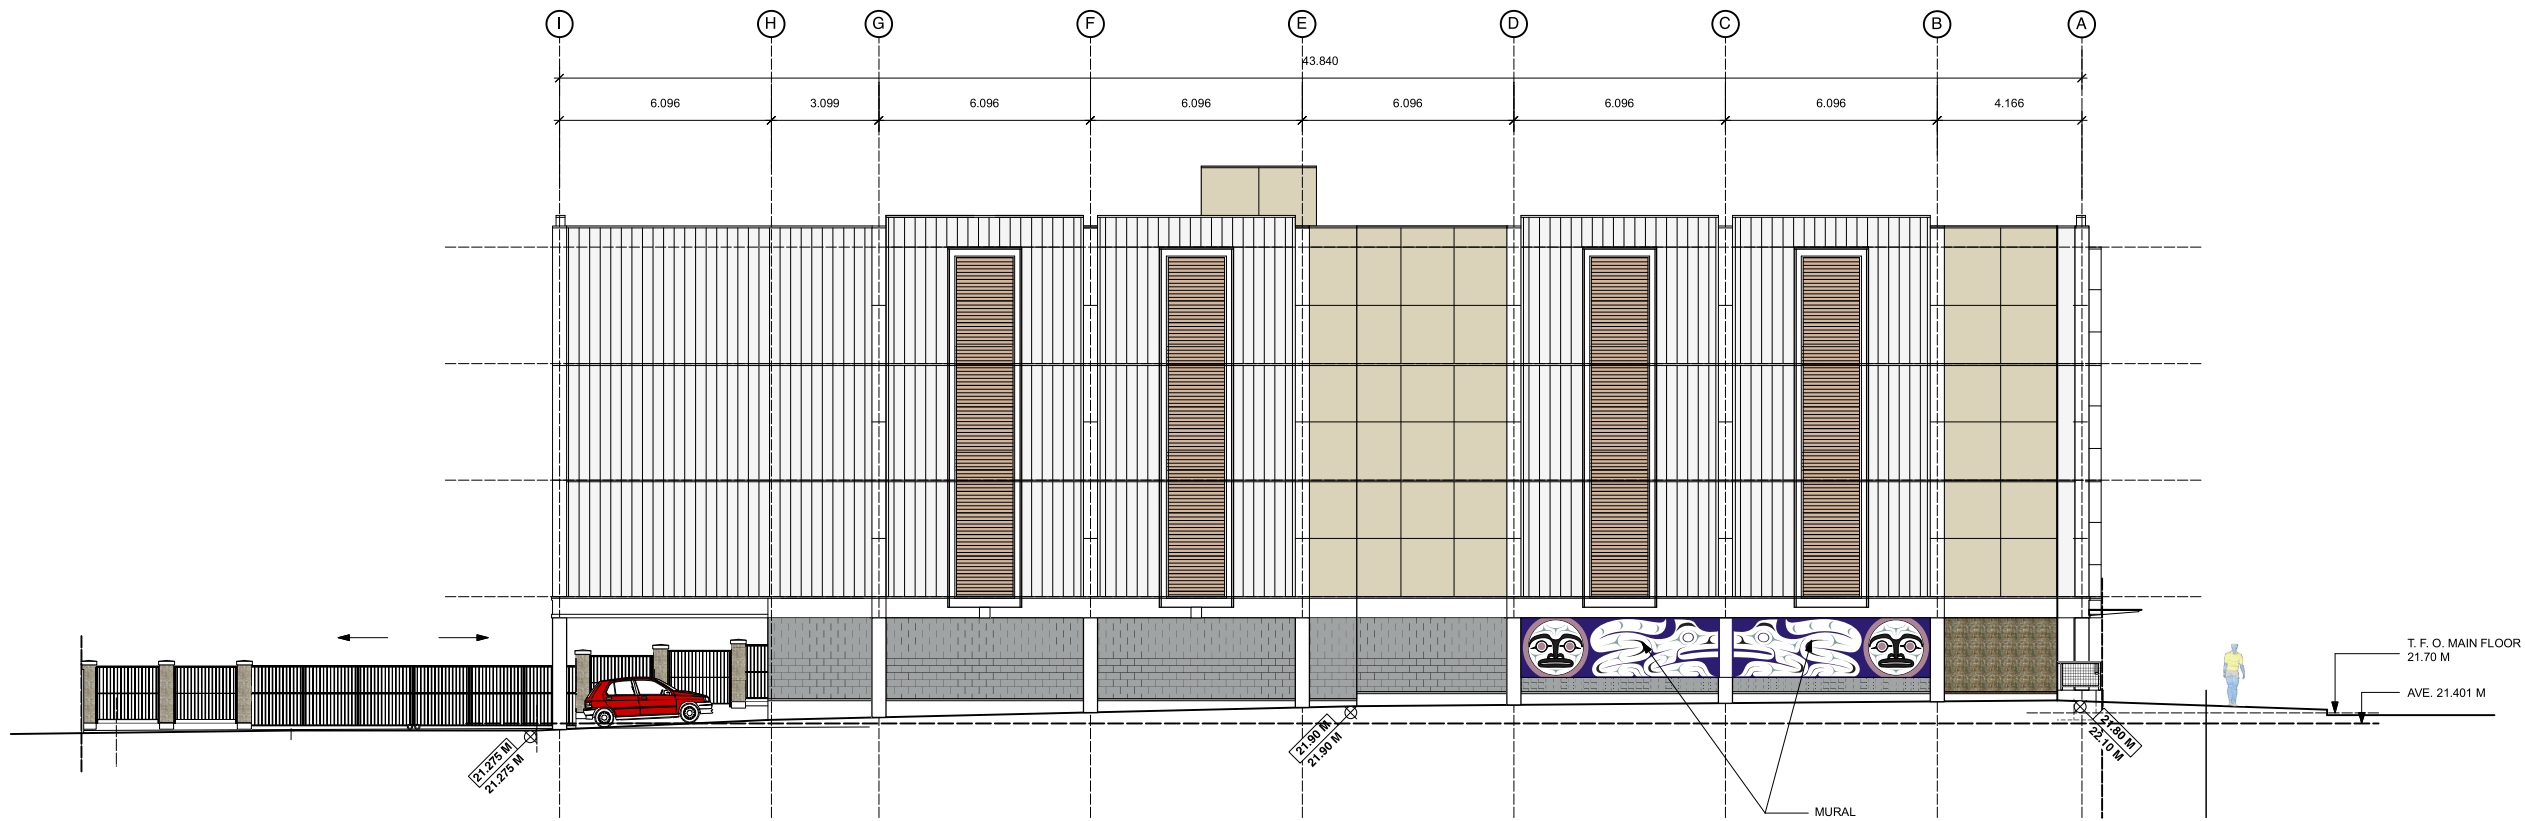 I H G F E D C B A
43.840
6.096 3.099 6.096 6.096 6.096 6.096 6.096 4.166
T. F. O. MAIN FLOOR
21.70 M
AVE. 21.401 M
21.275 M
21.275 M
21.90 M
21.90 M
21.80 M
22.10 M
MURAL